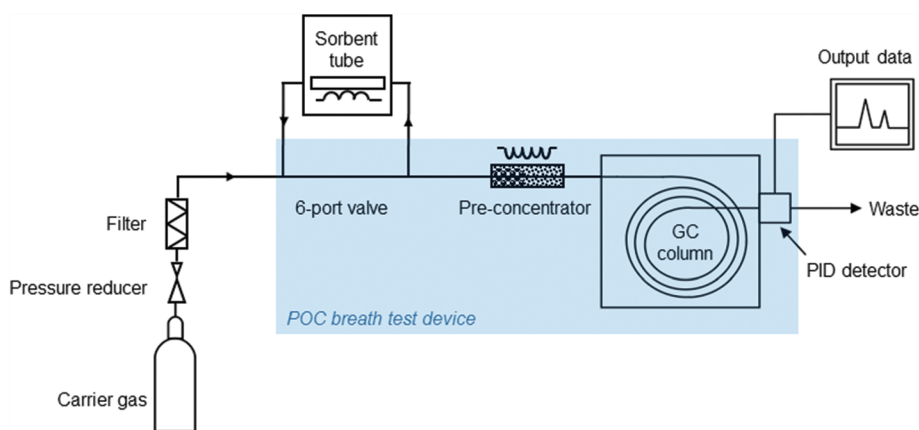 Sorbent
tube
Output data
6-port valve
Pre-concentrator
Filter
GC
column
Waste
PID detector
Pressure reducer
POC breath test device
Carrier gas